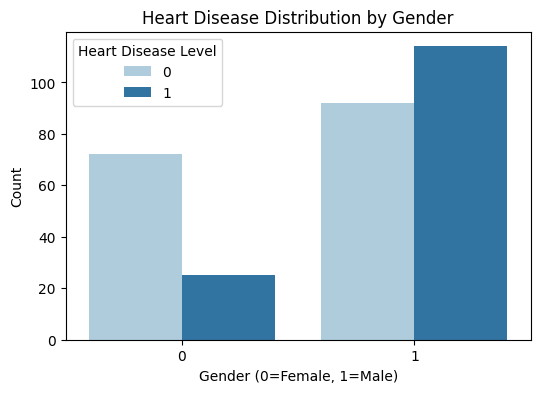 Heart Disease Distribution by Gender
Heart Disease Level
0
1
100
80
60
40
20
0
Count
0 1
Gender (0=Female, 1=Male)